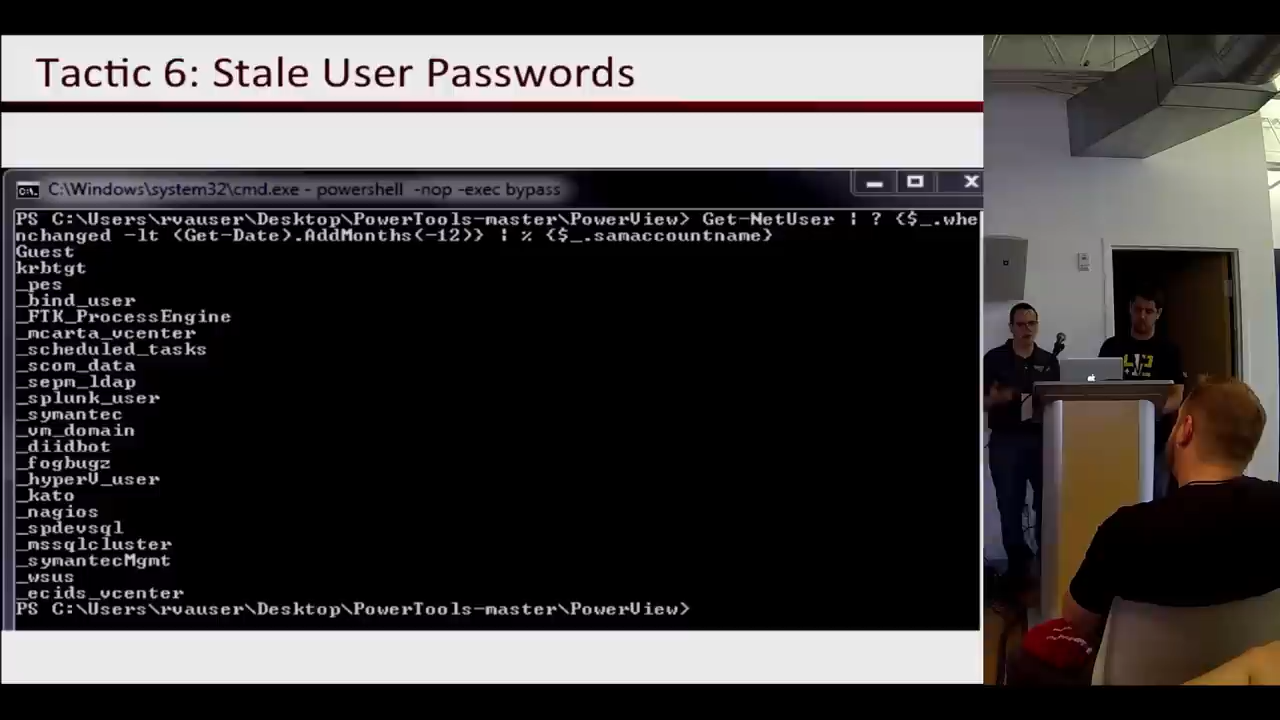 Tactic 6: Stale User Passwords
C:\Windows\system32\cmd.exe - powershell -nop -exec bypass
PS C:\Users\rvauser\Desktop\PowerTools-master\PowerView> Get-NetUser | ? {$_.whe
nchanged -lt (Get-Date).AddMonths(-12)} | % {$_.samaccountname}
Guest
krbtgt
_pes
_bind_user
_FTK_ProcessEngine
_mcarta_vcenter
_scheduled_tasks
_scom_data
_sepm_ldap
_splunk_user
_symantec
_vm_domain
_diidbot
_fogbugz
_hyperV_user
_kato
_nagios
_spdevsql
_mssqlcluster
_symantecMgmt
_wsus
_ecids_vcenter
PS C:\Users\rvauser\Desktop\PowerTools-master\PowerView>